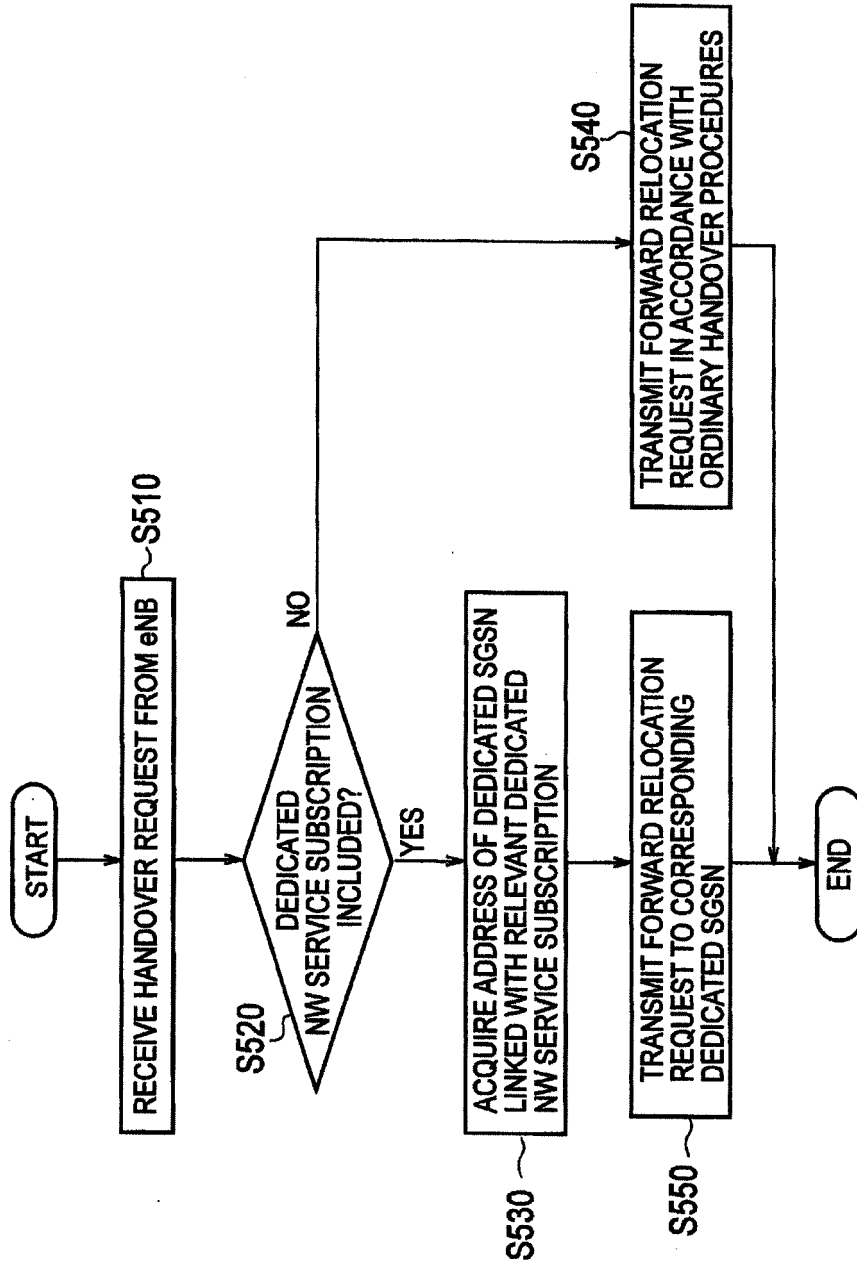 START
RECEIVE HANDOVER REQUEST FROM eNB
S510
DEDICATED
NW SERVICE SUBSCRIPTION
INCLUDED?
S520
NO
YES
ACQUIRE ADDRESS OF DEDICATED SGSN
LINKED WITH RELEVANT DEDICATED
NW SERVICE SUBSCRIPTION
S530
S540
TRANSMIT FORWARD RELOCATION
REQUEST IN ACCORDANCE WITH
ORDINARY HANDOVER PROCEDURES
TRANSMIT FORWARD RELOCATION
REQUEST TO CORRESPONDING
DEDICATED SGSN
S550
END